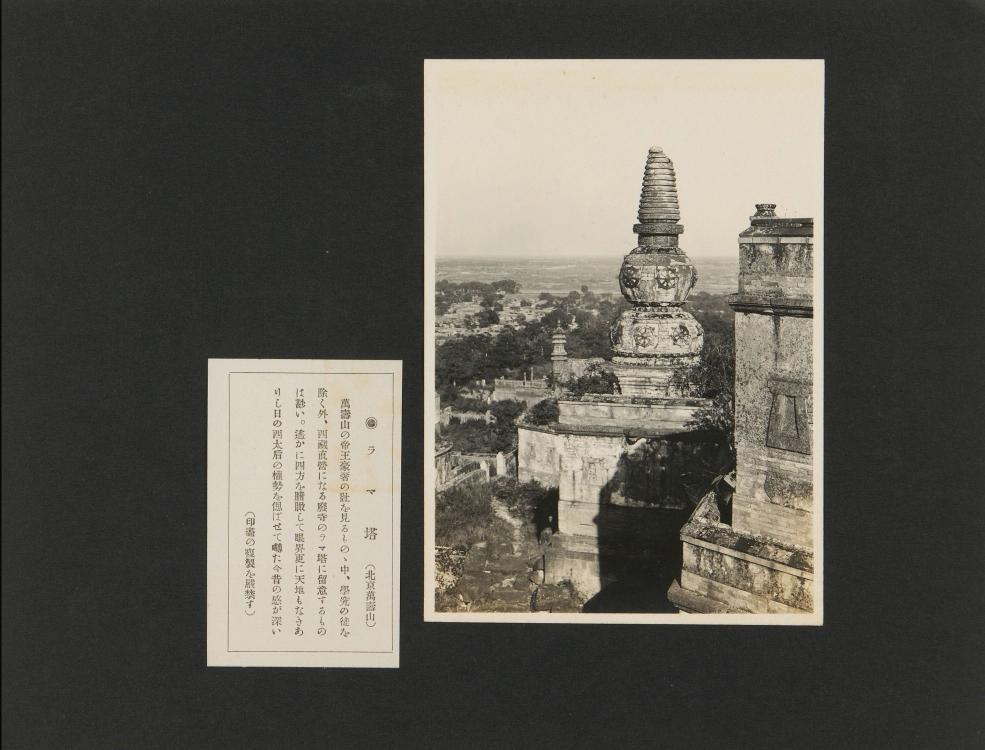 ◉ ラマ塔 (北京萬壽山)
萬壽山の帝王豪奢の跡を見るものゝ中、學究の徒を
除く外、西藏直營になる廢寺のラマ塔に留意するもの
は尠い。遙かに四方を瞰して眼界更に天地もなきあ
りし日の西太后の權勢を偲ばせて轉た今昔の感が深い
(印畫の複製を嚴禁す)